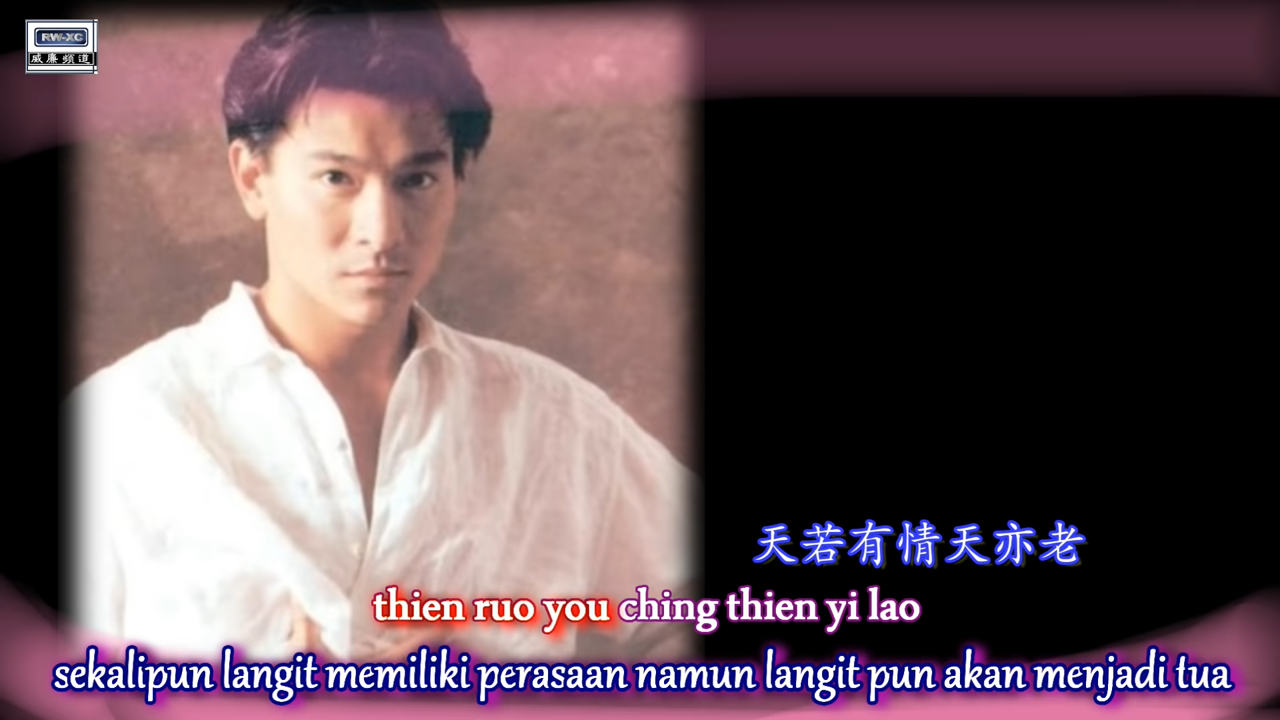 RW-XC
威廉頻道
天若有情天亦老
thien ruo you ching thien yi lao
sekalipun langit memiliki perasaan namun langit pun akan menjadi tua